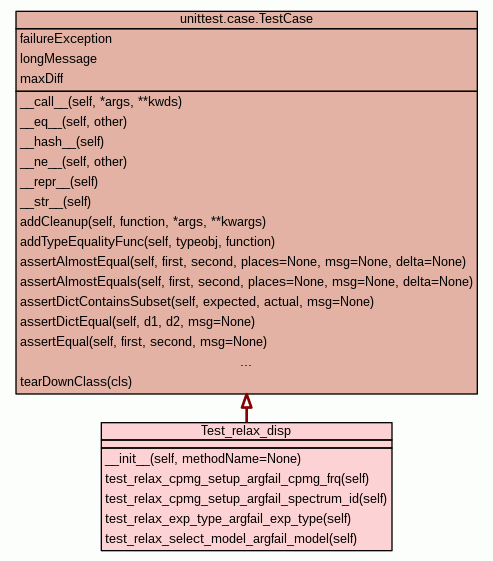 unittest.case.TestCase
failureException
longMessage
maxDiff
__call__(self, *args, **kwds)
__eq__(self, other)
__hash__(self)
__ne__(self, other)
__repr__(self)
__str__(self)
addCleanup(self, function, *args, **kwargs)
addTypeEqualityFunc(self, typeobj, function)
assertAlmostEqual(self, first, second, places=None, msg=None, delta=None)
assertAlmostEquals(self, first, second, places=None, msg=None, delta=None)
assertDictContainsSubset(self, expected, actual, msg=None)
assertDictEqual(self, d1, d2, msg=None)
assertEqual(self, first, second, msg=None)
...
tearDownClass(cls)
Test_relax_disp
__init__(self, methodName=None)
test_relax_cpmg_setup_argfail_cpmg_frq(self)
test_relax_cpmg_setup_argfail_spectrum_id(self)
test_relax_exp_type_argfail_exp_type(self)
test_relax_select_model_argfail_model(self)